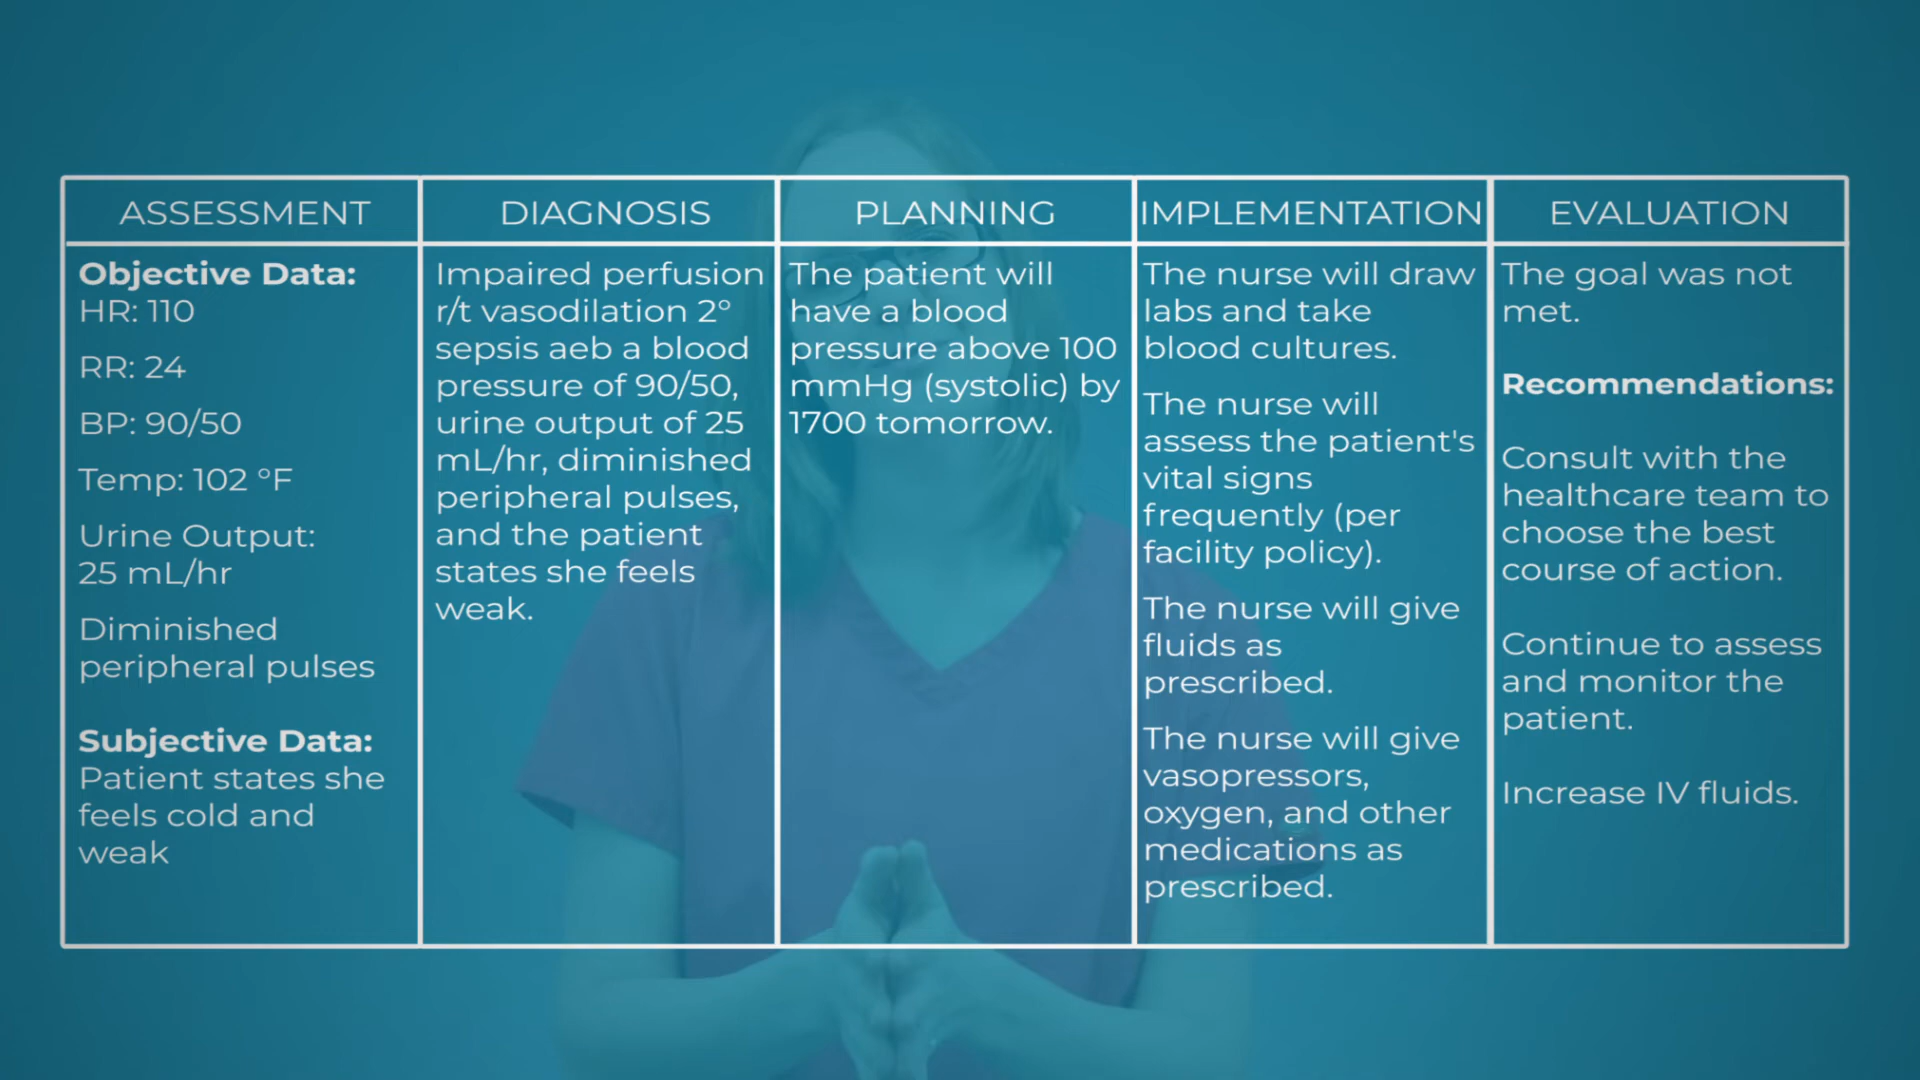 ASSESSMENT
Objective Data:
HR: 110
RR: 24
BP: 90/50
Temp: 102 °F
Urine Output:
25 mL/hr
Diminished
peripheral pulses
Subjective Data:
Patient states she
feels cold and
weak
DIAGNOSIS
Impaired perfusion
r/t vasodilation 2°
sepsis aeb a blood
pressure of 90/50,
urine output of 25
mL/hr, diminished
peripheral pulses,
and the patient
states she feels
weak.
PLANNING
The patient will
have a blood
pressure above 100
mmHg (systolic) by
1700 tomorrow.
IMPLEMENTATION
The nurse will draw
labs and take
blood cultures.
The nurse will
assess the patient's
vital signs
frequently (per
facility policy).
The nurse will give
fluids as
prescribed.
The nurse will give
vasopressors,
oxygen, and other
medications as
prescribed.
EVALUATION
The goal was not
met.
Recommendations:
Consult with the
healthcare team to
choose the best
course of action.
Continue to assess
and monitor the
patient.
Increase IV fluids.